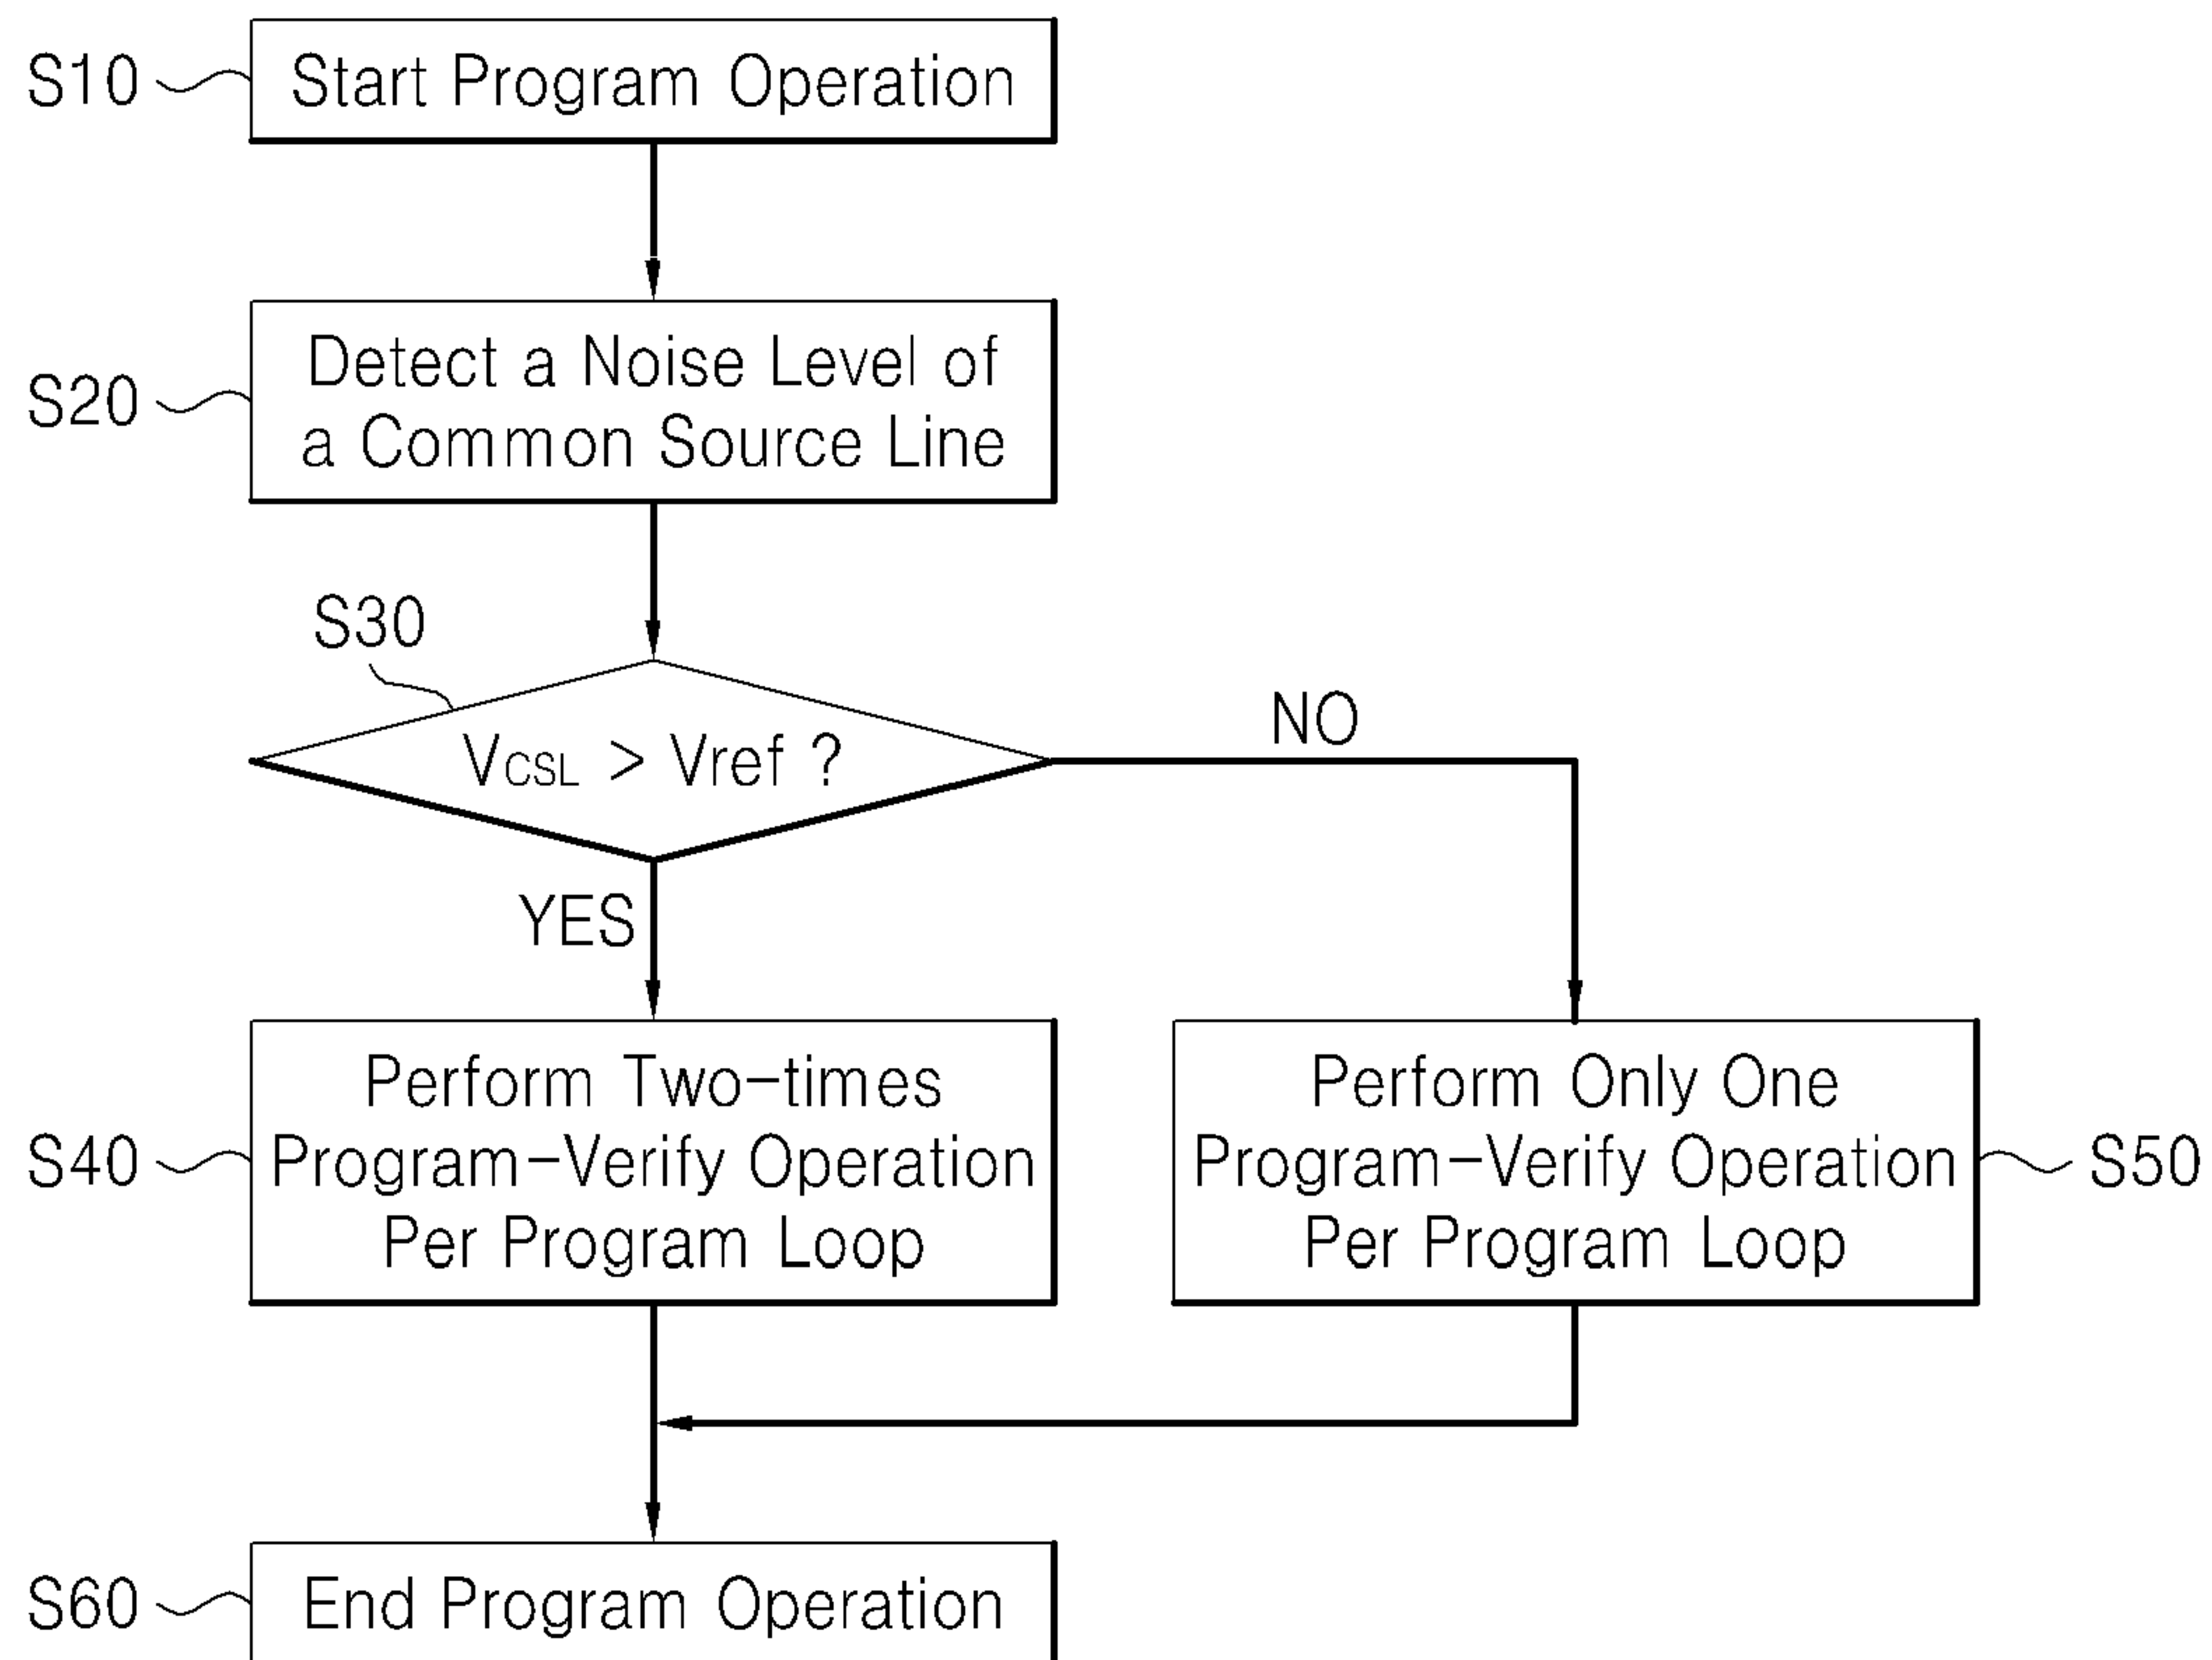 S10
Start Program Operation
S20
Detect a Noise Level of
a Common Source Line
S30
VCSL > Vref ?
NO
YES
S40
Perform Two-times
Program-Verify Operation
Per Program Loop
Perform Only One
Program-Verify Operation
Per Program Loop
S50
S60
End Program Operation